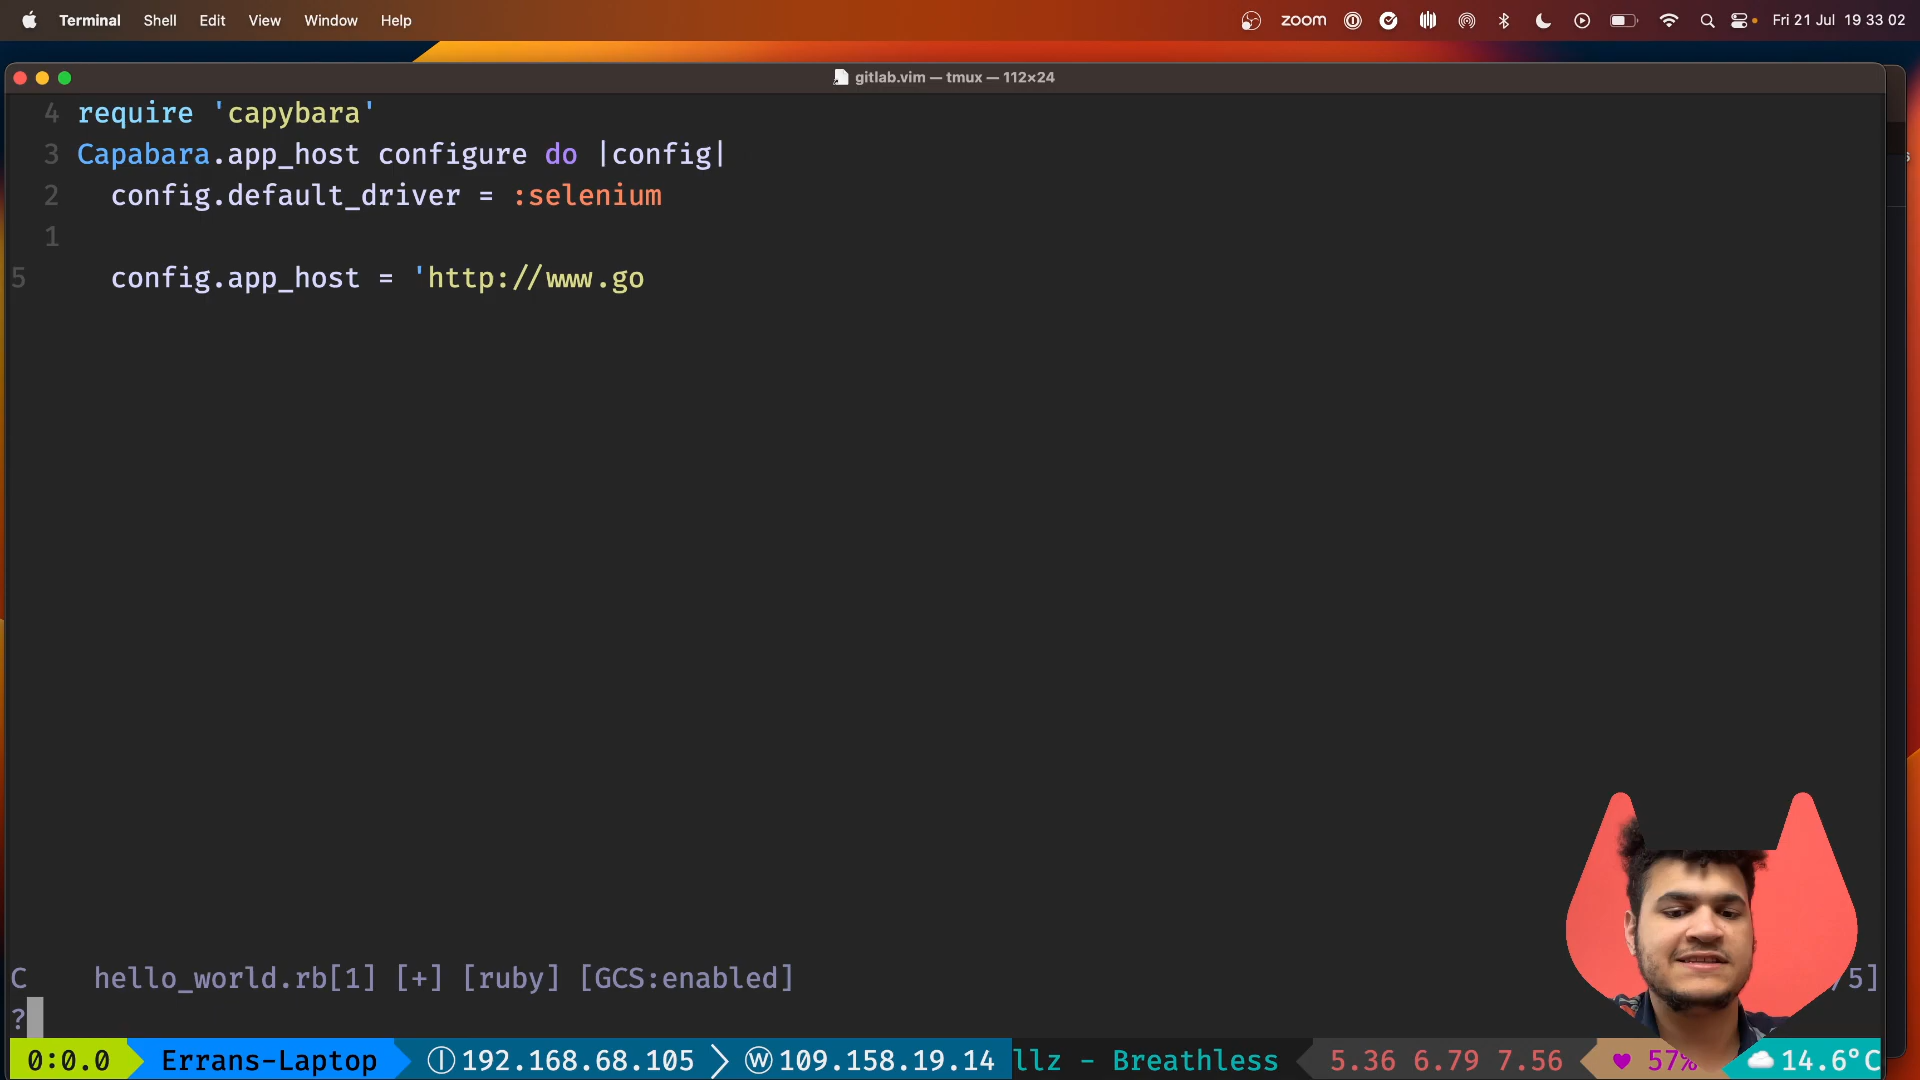 Terminal Shell Edit View Window Help zoom Fri 21 Jul 19 33 02
gitlab.vim — tmux — 112×24
4 require 'capybara'
3 Capabara.app_host configure do |config|
2 config.default_driver = :selenium
1
5 config.app_host = 'http://www.go
C hello_world.rb[1] [+] [ruby] [GCS:enabled] /5]
?
0:0.0 Errans-Laptop Ⓘ 192.168.68.105 Ⓦ 109.158.19.14 llz - Breathless 5.36 6.79 7.56 ♥ 57% 14.6°C